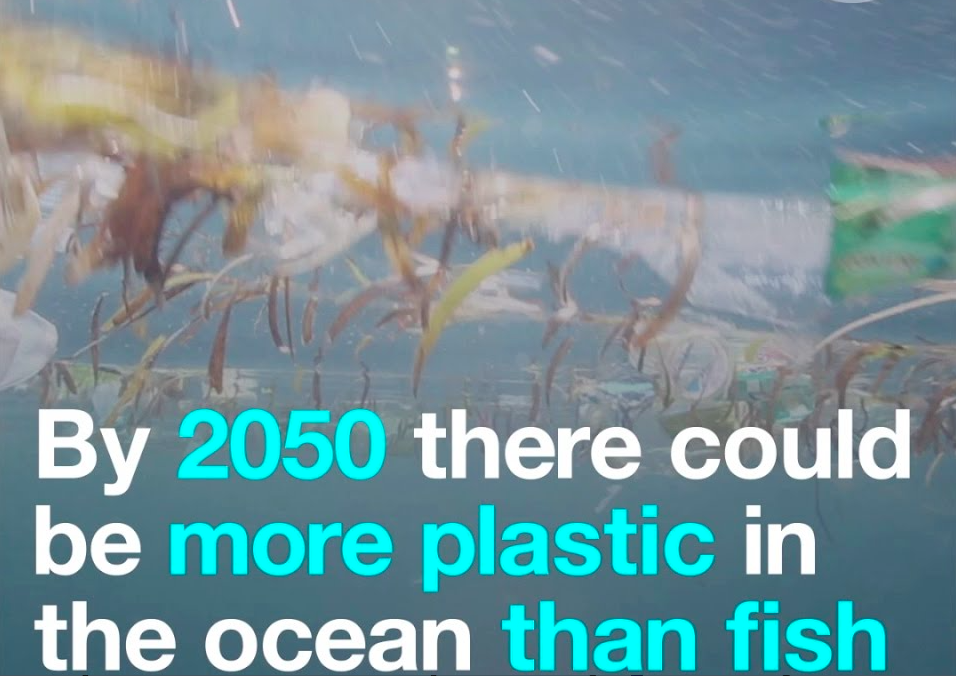 By 2050 there could
be more plastic in
the ocean than fish